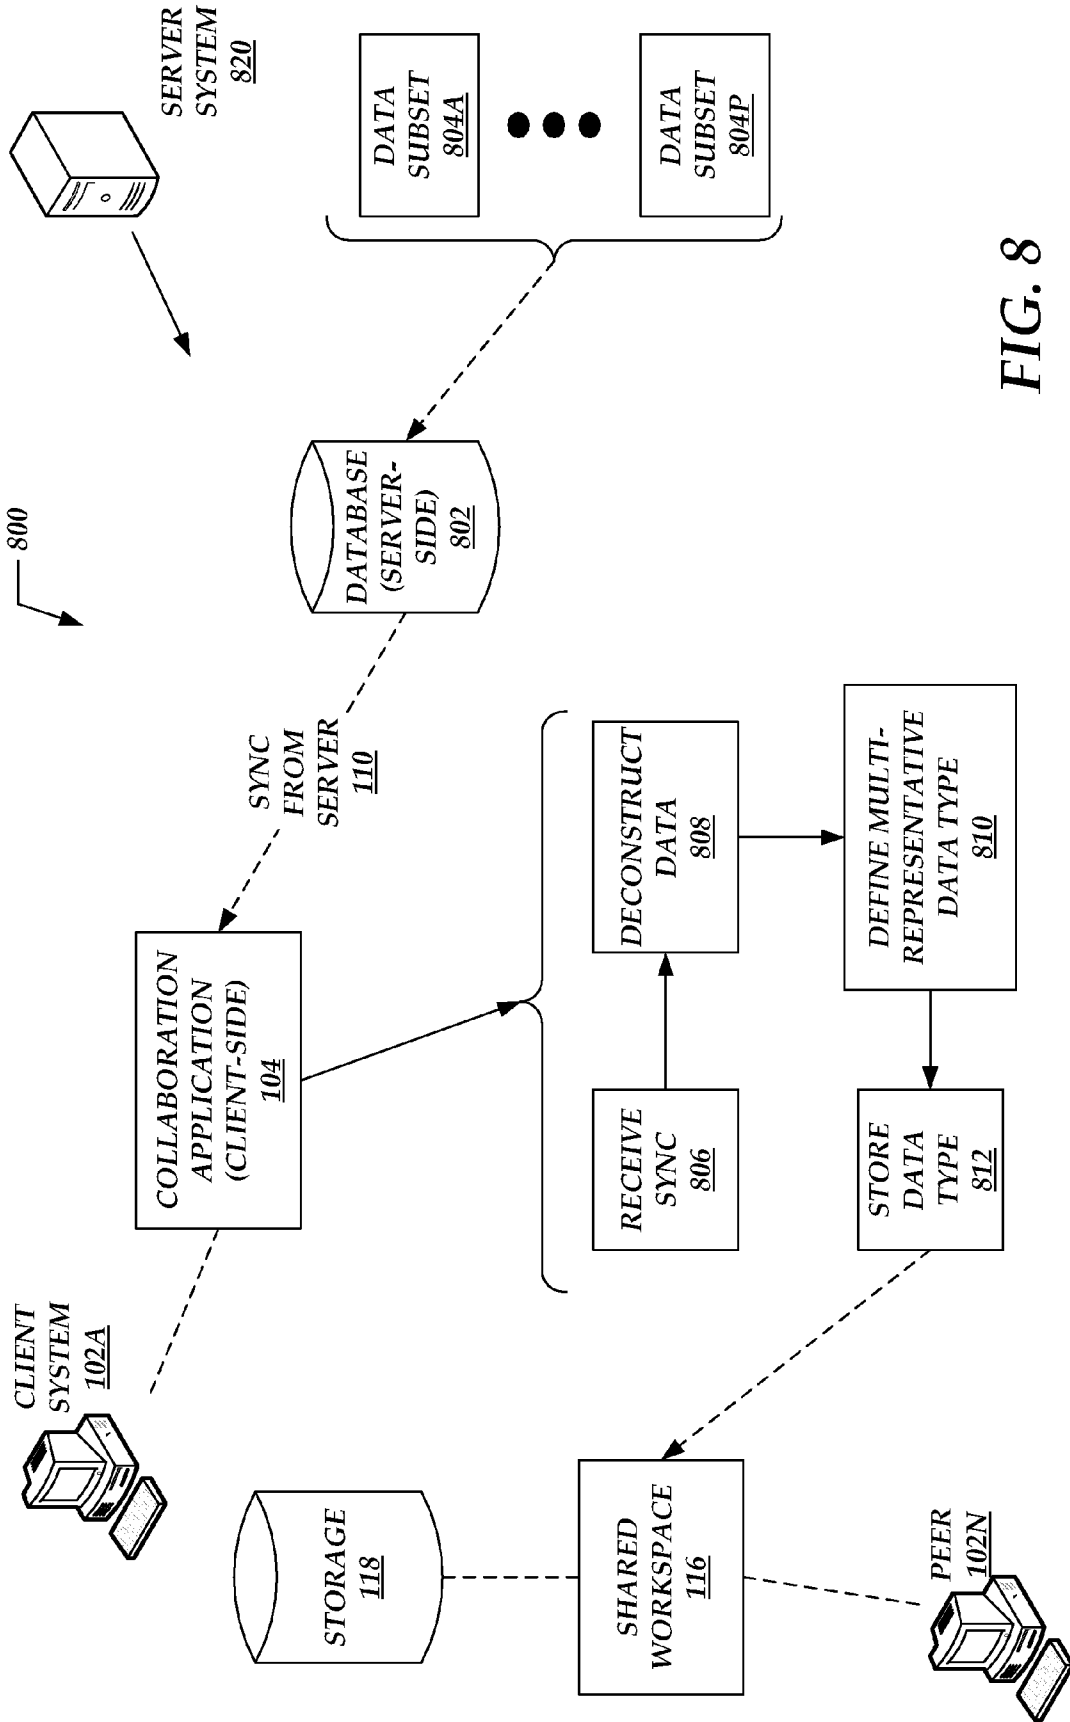 800
CLIENT
SYSTEM
102A
COLLABORATION
APPLICATION
(CLIENT-SIDE)
104
SYNC
FROM
SERVER
110
SERVER
SYSTEM
820
STORAGE
118
DATABASE
(SERVER-
SIDE)
802
DATA
SUBSET
804A
DATA
SUBSET
804P
SHARED
WORKSPACE
116
RECEIVE
SYNC
806
DECONSTRUCT
DATA
808
STORE
DATA
TYPE
812
DEFINE MULTI-
REPRESENTATIVE
DATA TYPE
810
PEER
102N
FIG. 8